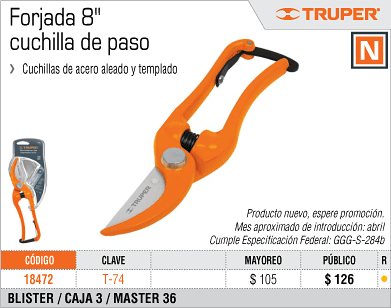 Forjada 8"
cuchilla de paso
TRUPER®
N
❯ Cuchillas de acero aleado y templado
TRUPER
TRUPER
Producto nuevo, espere promoción.
Mes aproximado de introducción: abril
Cumple Especificación Federal: GGG-S-284b
CÓDIGO CLAVE MAYOREO PÚBLICO R
18472 T-74 $ 105 $ 126
BLISTER / CAJA 3 / MASTER 36